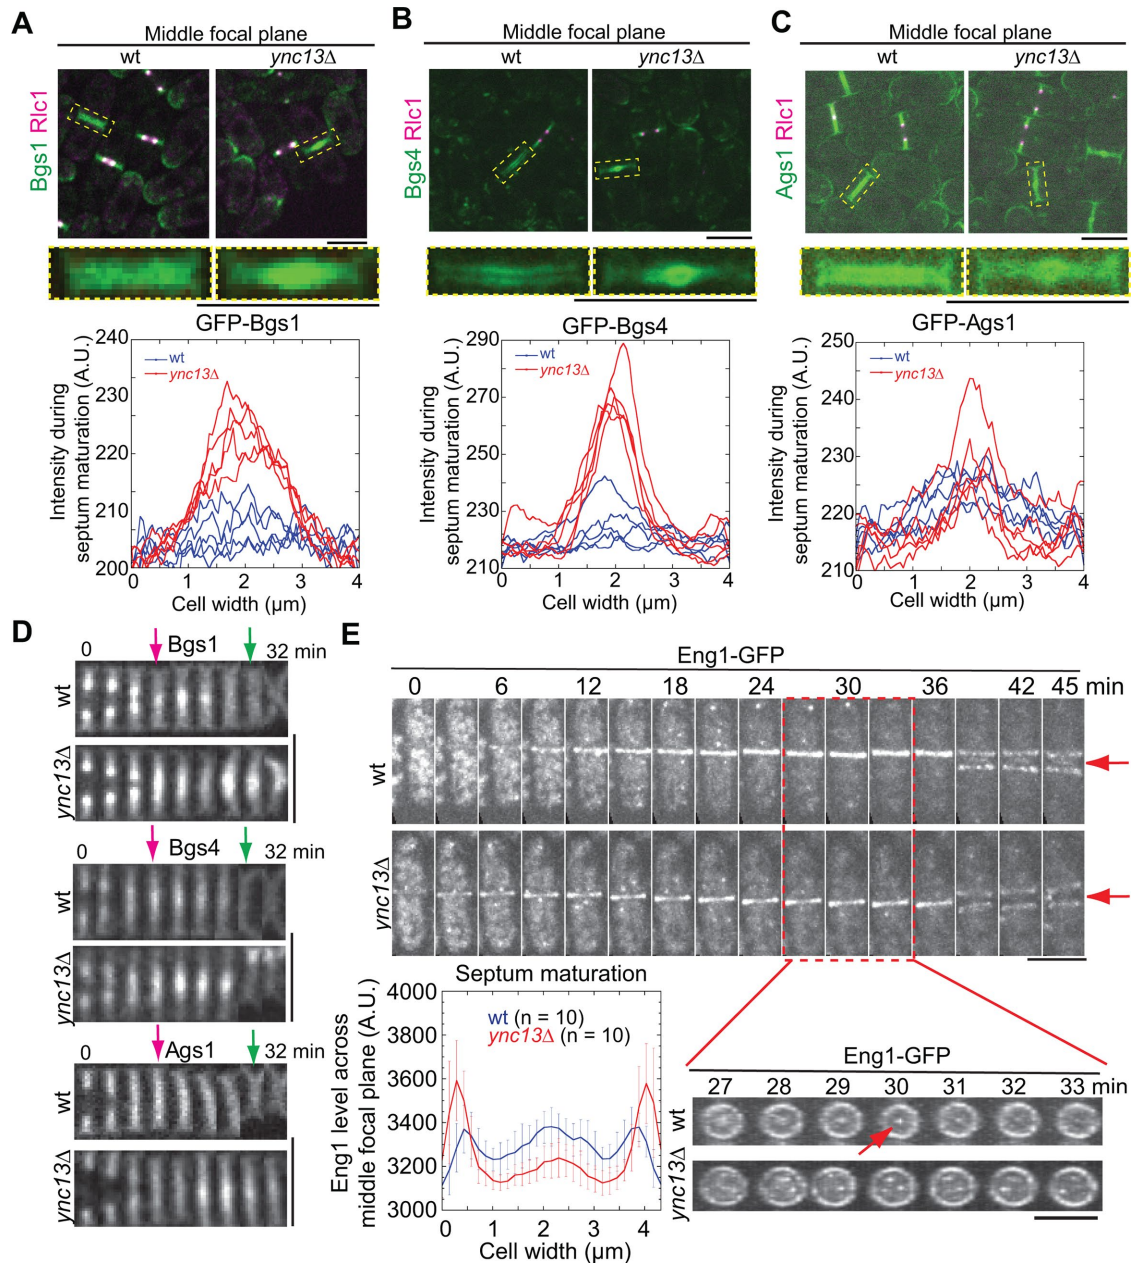 A
Middle focal plane
wt ync13Δ
Bgs1 Rlc1
GFP-Bgs1
240
230
220
210
200
0 1 2 3 4
wt
ync13Δ
Intensity during
septum maturation (A.U.)
Cell width (µm)
B
Middle focal plane
wt ync13Δ
Bgs4 Rlc1
GFP-Bgs4
290
270
250
230
210
0 1 2 3 4
wt
ync13Δ
Intensity during
septum maturation (A.U.)
Cell width (µm)
C
Middle focal plane
wt ync13Δ
Ags1 Rlc1
GFP-Ags1
250
240
230
220
210
0 1 2 3 4
wt
ync13Δ
Intensity during
septum maturation (A.U.)
Cell width (µm)
D
Bgs1
0 32 min
wt
ync13Δ
Bgs4
0 32 min
wt
ync13Δ
Ags1
0 32 min
wt
ync13Δ
E
Eng1-GFP
0 6 12 18 24 30 36 42 45 min
wt
ync13Δ
Septum maturation
4000
3800
3600
3400
3200
3000
0 1 2 3 4
wt (n = 10)
ync13Δ (n = 10)
Eng1 level across
middle focal plane (A.U.)
Cell width (µm)
Eng1-GFP
27 28 29 30 31 32 33 min
wt
ync13Δ